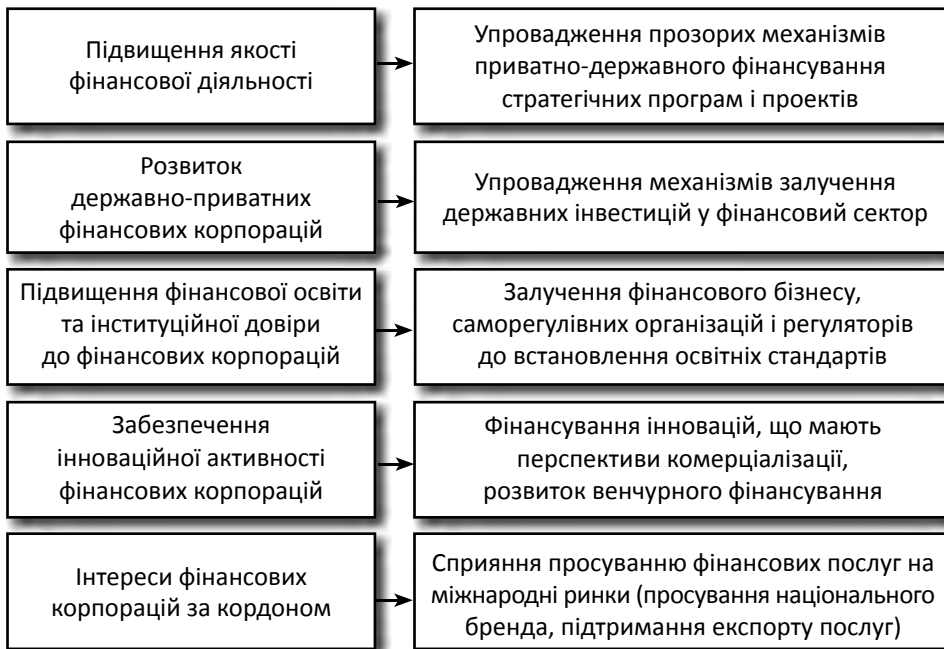 Підвищення якості
фінансової діяльності
Упровадження прозорих механізмів
приватно-державного фінансування
стратегічних програм і проектів
Розвиток
державно-приватних
фінансових корпорацій
Упровадження механізмів залучення
державних інвестицій у фінансовий сектор
Підвищення фінансової освіти
та інституційної довіри
до фінансових корпорацій
Залучення фінансового бізнесу,
саморегулівних організацій і регуляторів
до встановлення освітніх стандартів
Забезпечення
інноваційної активності
фінансових корпорацій
Фінансування інновацій, що мають
перспективи комерціалізації,
розвиток венчурного фінансування
Інтереси фінансових
корпорацій за кордоном
Сприяння просуванню фінансових послуг на
міжнародні ринки (просування національного
бренда, підтримання експорту послуг)